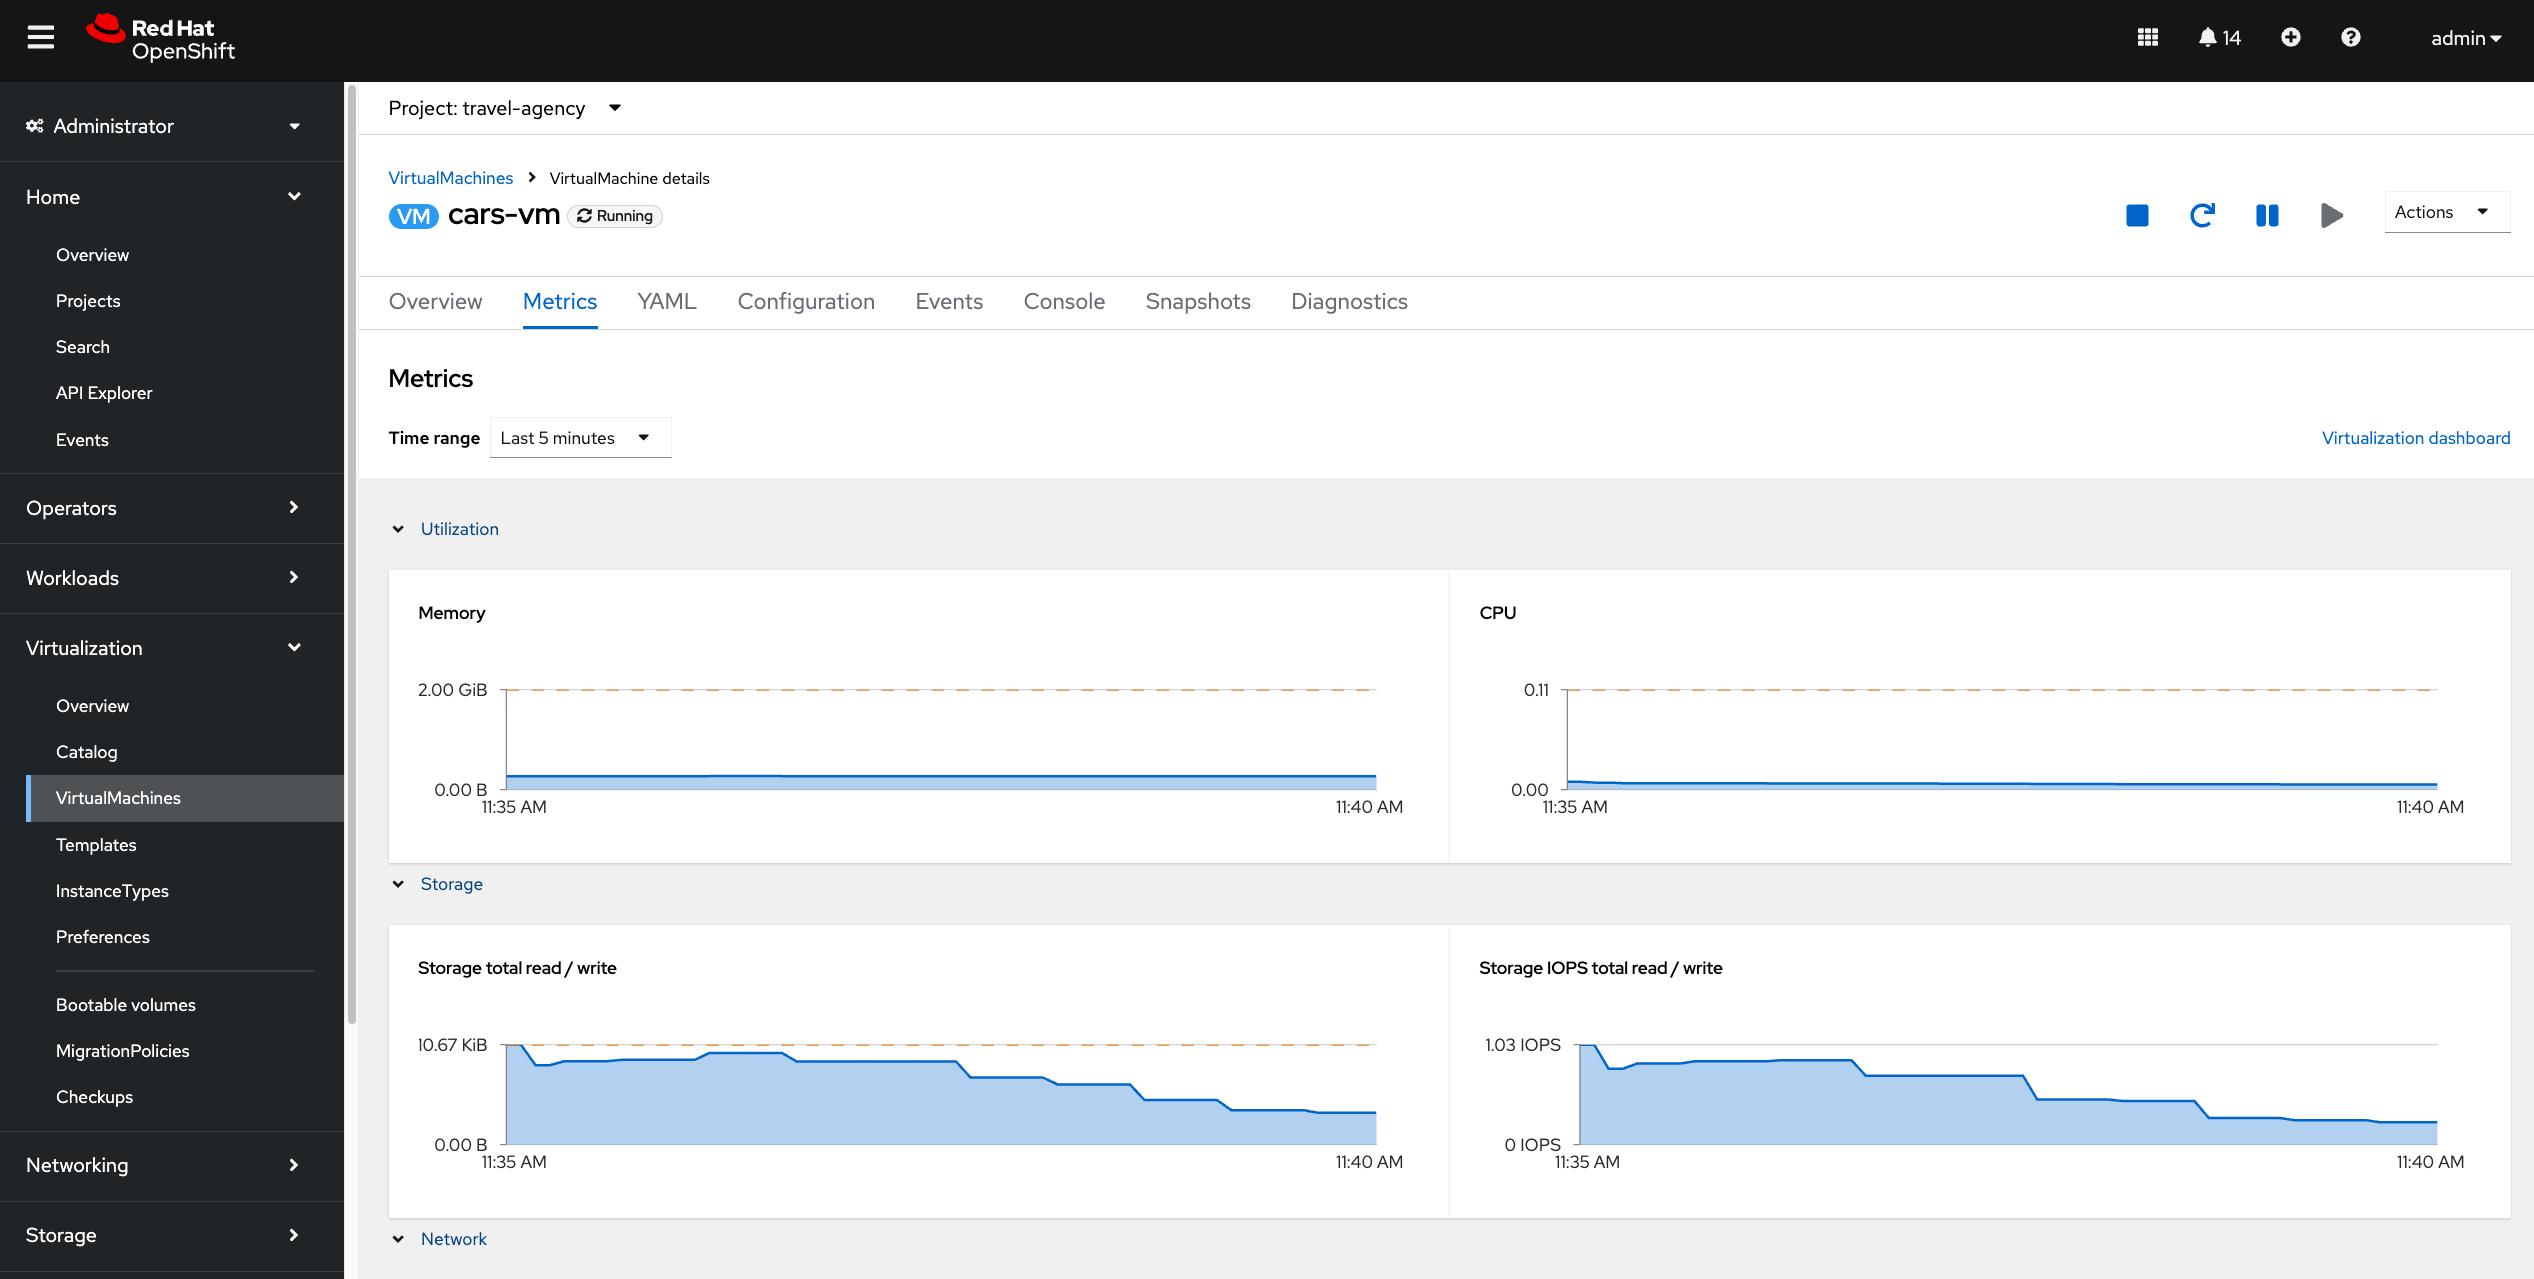 Red Hat
OpenShift
14
admin
Administrator
Home
Overview
Projects
Search
API Explorer
Events
Operators
Workloads
Virtualization
Overview
Catalog
VirtualMachines
Templates
InstanceTypes
Preferences
Bootable volumes
MigrationPolicies
Checkups
Networking
Storage
Project: travel-agency
VirtualMachines > VirtualMachine details
VM cars-vm Running
Actions
Overview Metrics YAML Configuration Events Console Snapshots Diagnostics
Metrics
Time range Last 5 minutes
Virtualization dashboard
Utilization
Memory
2.00 GiB
0.00 B
11:35 AM 11:40 AM
CPU
0.11
0.00
11:35 AM 11:40 AM
Storage
Storage total read / write
10.67 KiB
0.00 B
11:35 AM 11:40 AM
Storage IOPS total read / write
1.03 IOPS
0 IOPS
11:35 AM 11:40 AM
Network